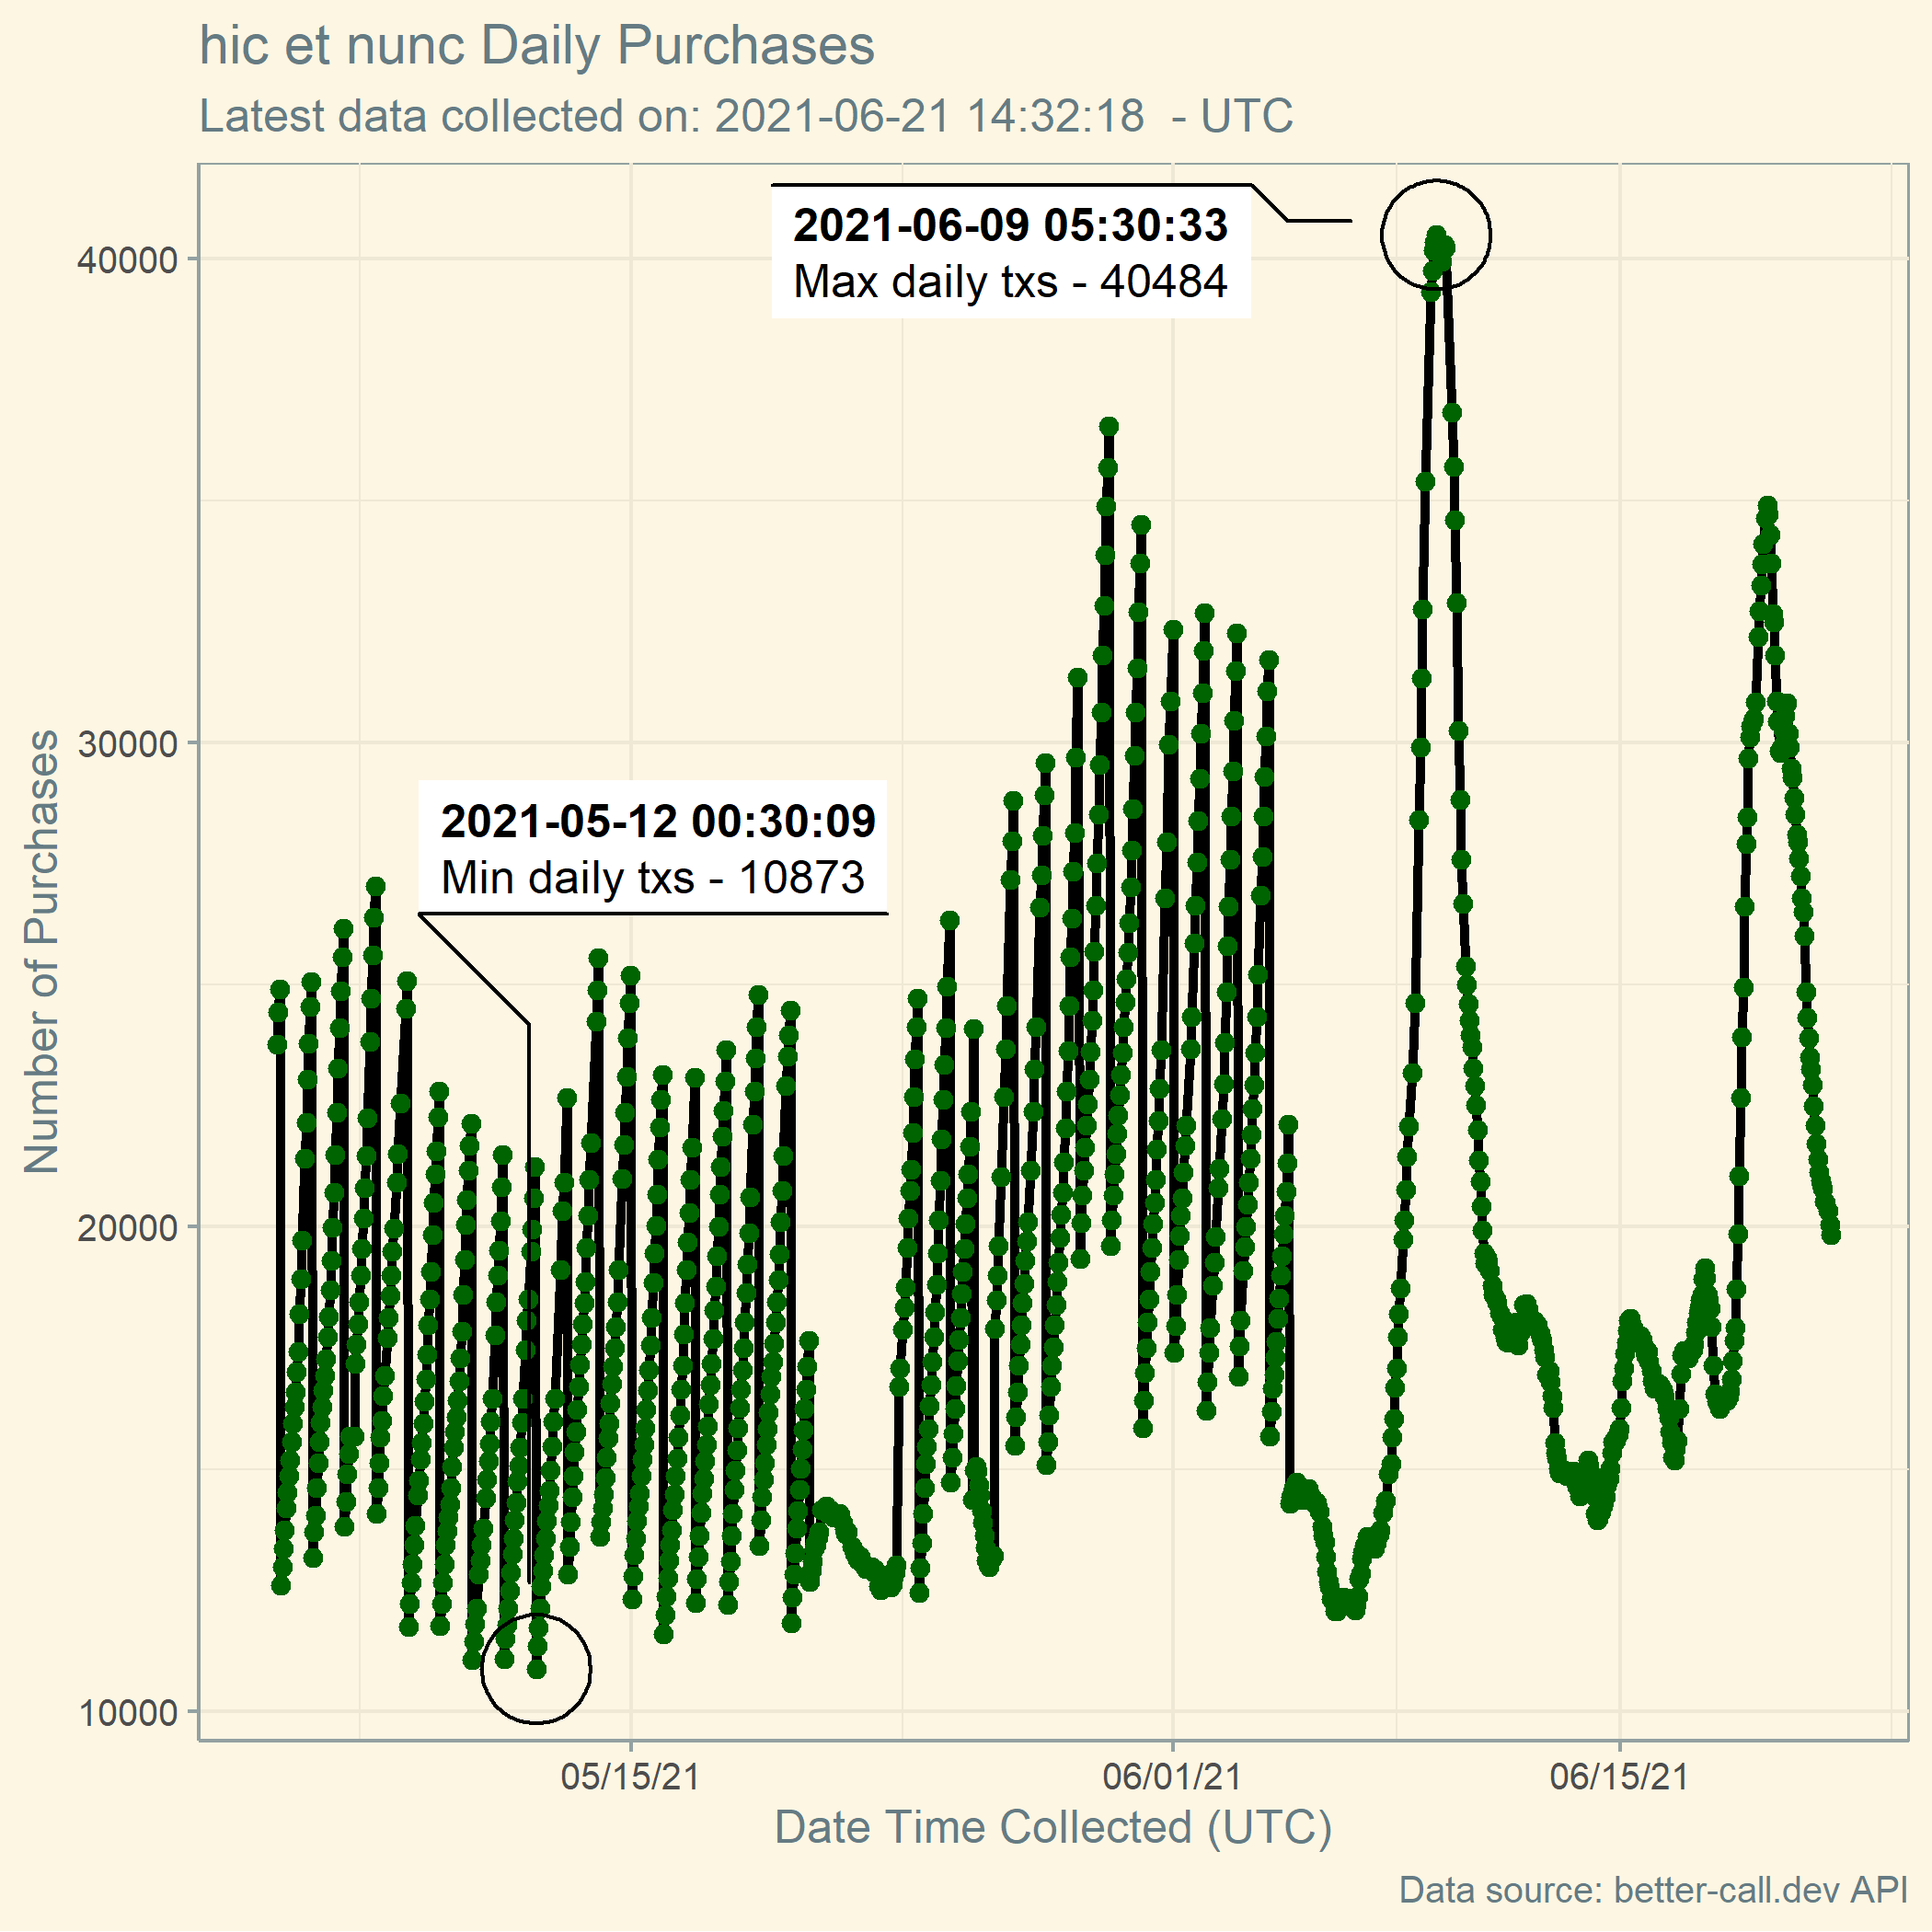 hic et nunc Daily Purchases
Latest data collected on: 2021-06-21 14:32:18  - UTC
2021-06-09 05:30:33
Max daily txs - 40484
2021-05-12 00:30:09
Min daily txs - 10873
Number of Purchases
40000
30000
20000
10000
05/15/21
06/01/21
06/15/21
Date Time Collected (UTC)
Data source: better-call.dev API